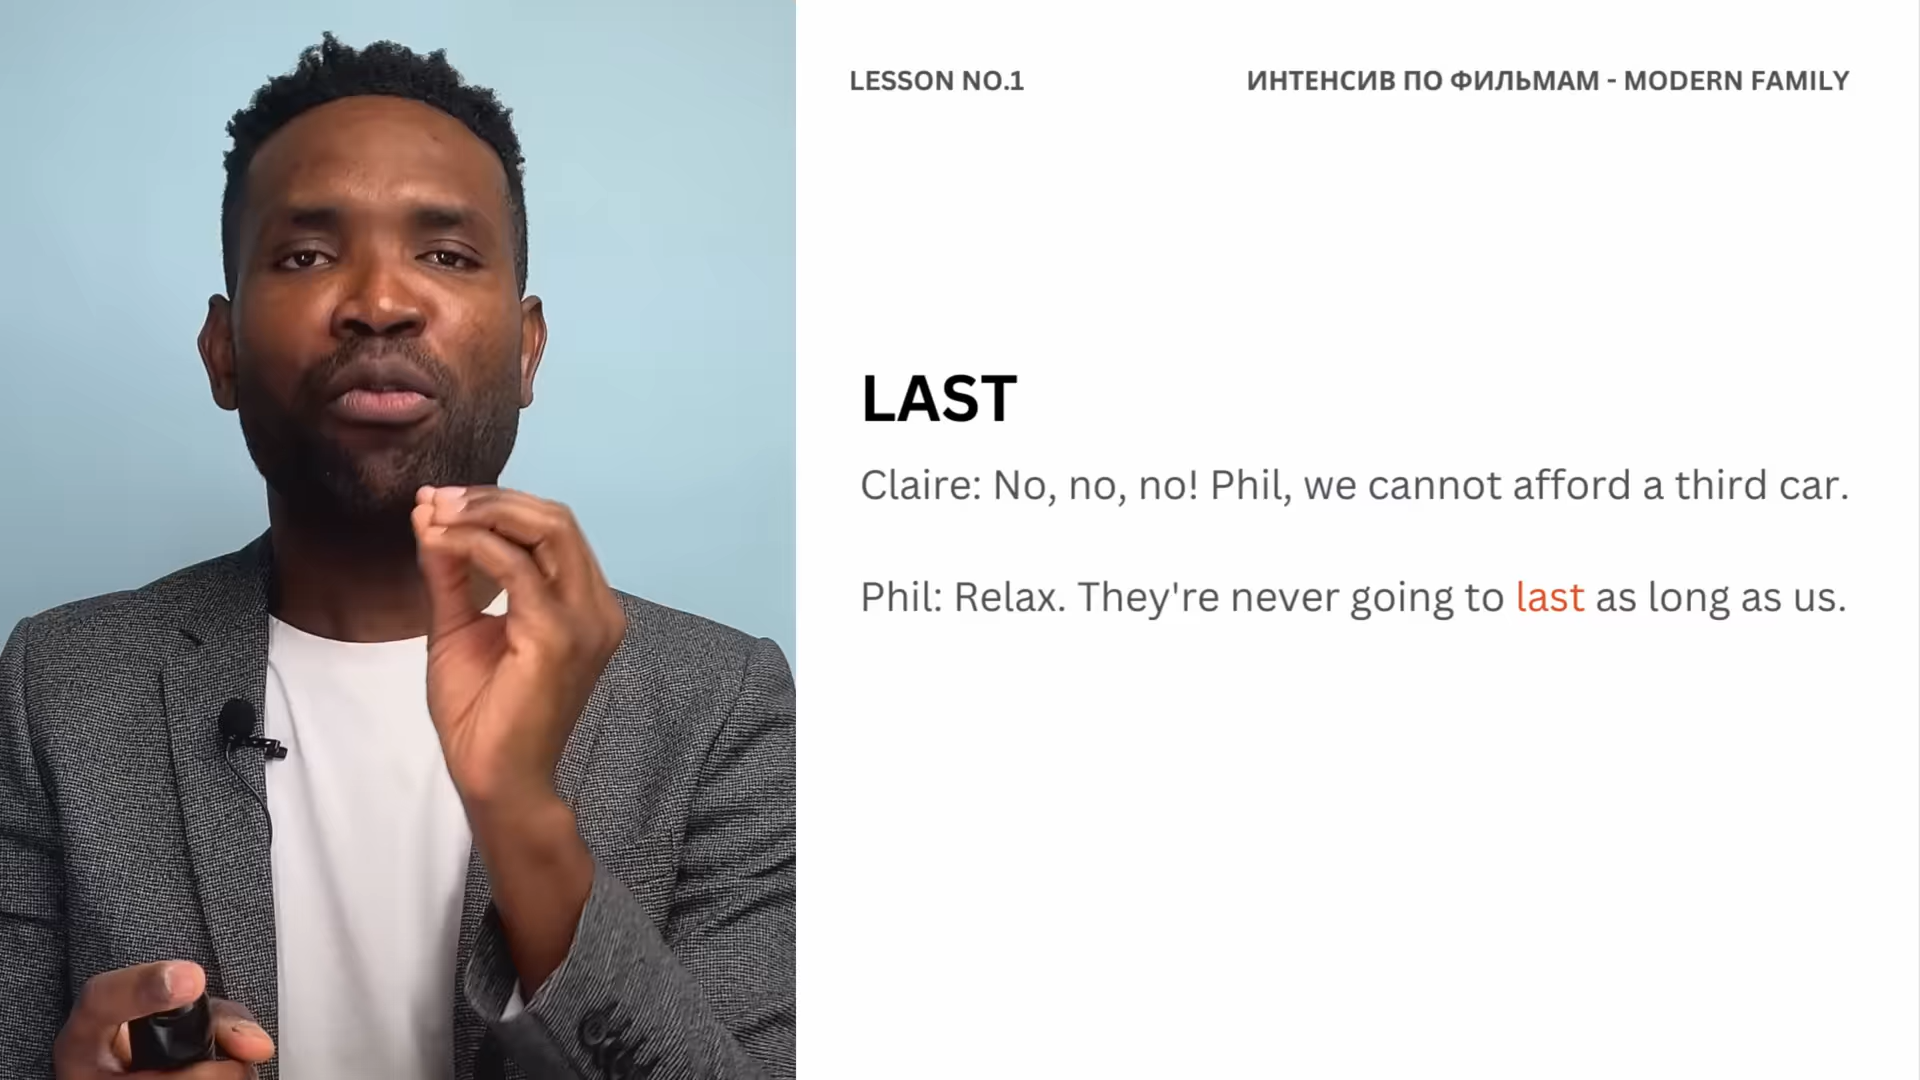 LESSON NO.1
ИНТЕНСИВ ПО ФИЛЬМАМ - MODERN FAMILY
LAST
Claire: No, no, no! Phil, we cannot afford a third car.
Phil: Relax. They're never going to last as long as us.